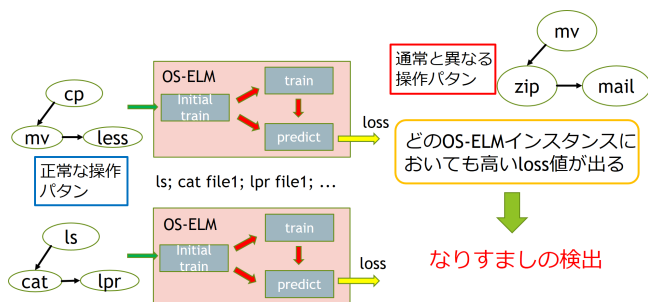 cp
mv
less
正常な操作
パタン
OS-ELM
Initial
train
train
predict
loss
ls; cat file1; lpr file1; ...
ls
cat
lpr
OS-ELM
Initial
train
train
predict
loss
通常と異なる
操作パタン
mv
zip
mail
どのOS-ELMインスタンスに
おいても高いloss値が出る
なりすましの検出